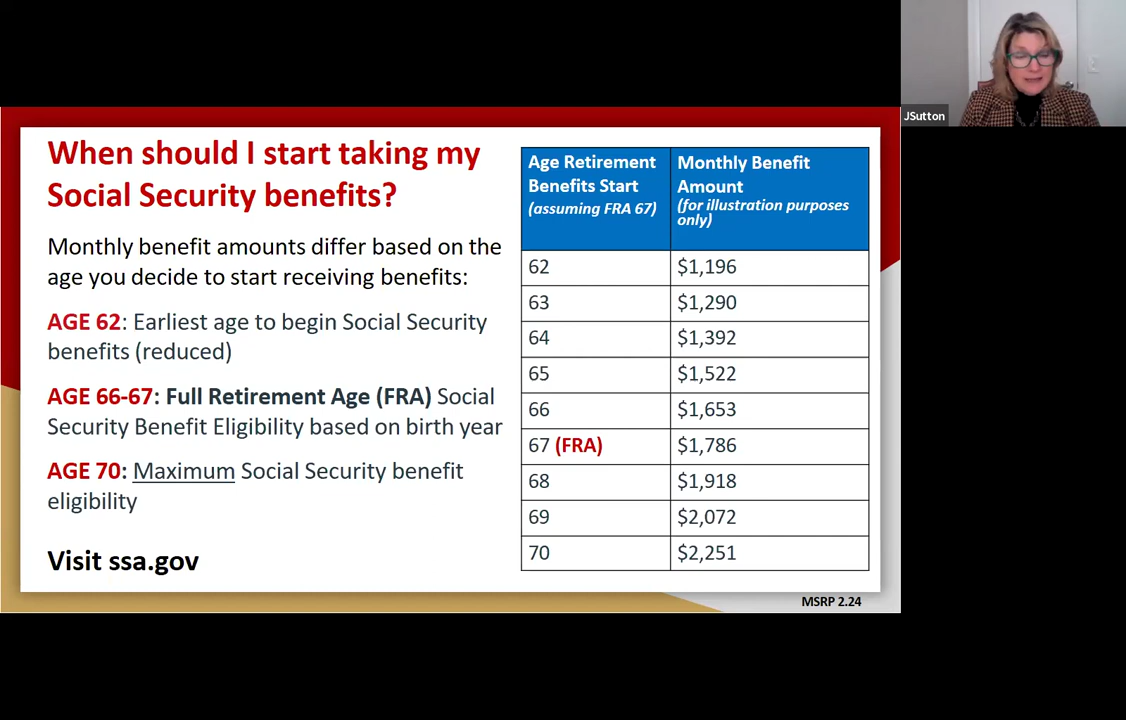 JSutton
When should I start taking my
Social Security benefits?
Monthly benefit amounts differ based on the
age you decide to start receiving benefits:
AGE 62: Earliest age to begin Social Security
benefits (reduced)
AGE 66-67: Full Retirement Age (FRA) Social
Security Benefit Eligibility based on birth year
AGE 70: Maximum Social Security benefit
eligibility
Visit ssa.gov
Age Retirement
Benefits Start
(assuming FRA 67)
Monthly Benefit
Amount
(for illustration purposes
only)
62 $1,196
63 $1,290
64 $1,392
65 $1,522
66 $1,653
67 (FRA) $1,786
68 $1,918
69 $2,072
70 $2,251
MSRP 2.24